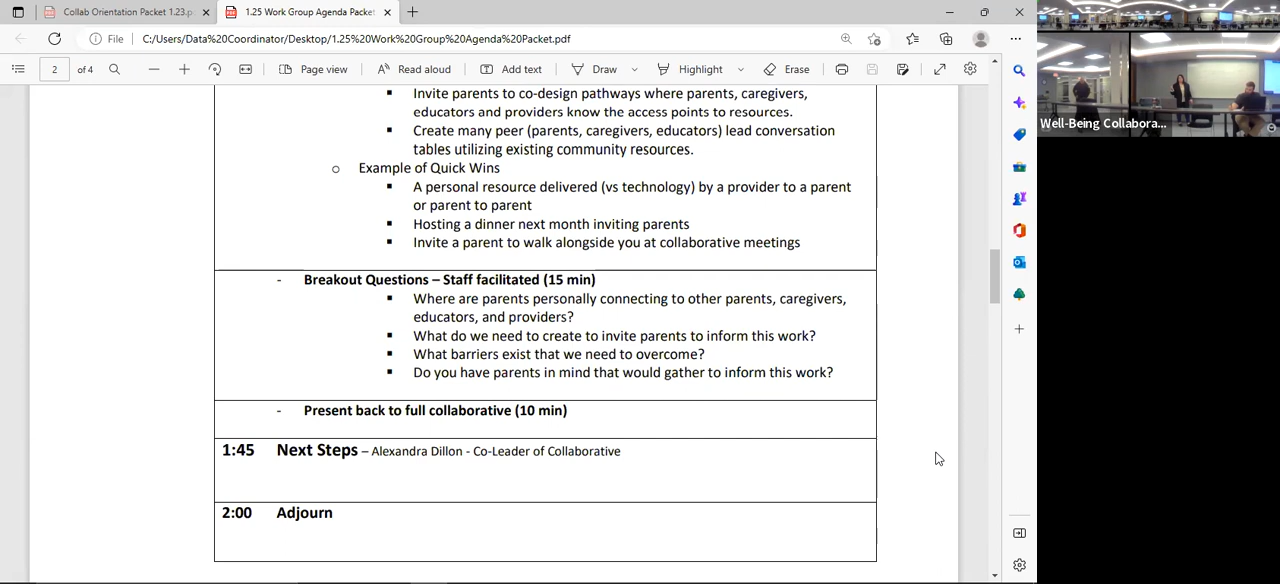 Collab Orientation Packet 1.23.p
1.25 Work Group Agenda Packet
File
C:/Users/Data%20Coordinator/Desktop/1.25%20Work%20Group%20Agenda%20Packet.pdf
2 of 4
Page view
Read aloud
Add text
Draw
Highlight
Erase
▪ Invite parents to co-design pathways where parents, caregivers,
educators and providers know the access points to resources.
▪ Create many peer (parents, caregivers, educators) lead conversation
tables utilizing existing community resources.
o Example of Quick Wins
▪ A personal resource delivered (vs technology) by a provider to a parent
or parent to parent
▪ Hosting a dinner next month inviting parents
▪ Invite a parent to walk alongside you at collaborative meetings
- Breakout Questions – Staff facilitated (15 min)
▪ Where are parents personally connecting to other parents, caregivers,
educators, and providers?
▪ What do we need to create to invite parents to inform this work?
▪ What barriers exist that we need to overcome?
▪ Do you have parents in mind that would gather to inform this work?
- Present back to full collaborative (10 min)
1:45 Next Steps – Alexandra Dillon - Co-Leader of Collaborative
2:00 Adjourn
Well-Being Collabora...